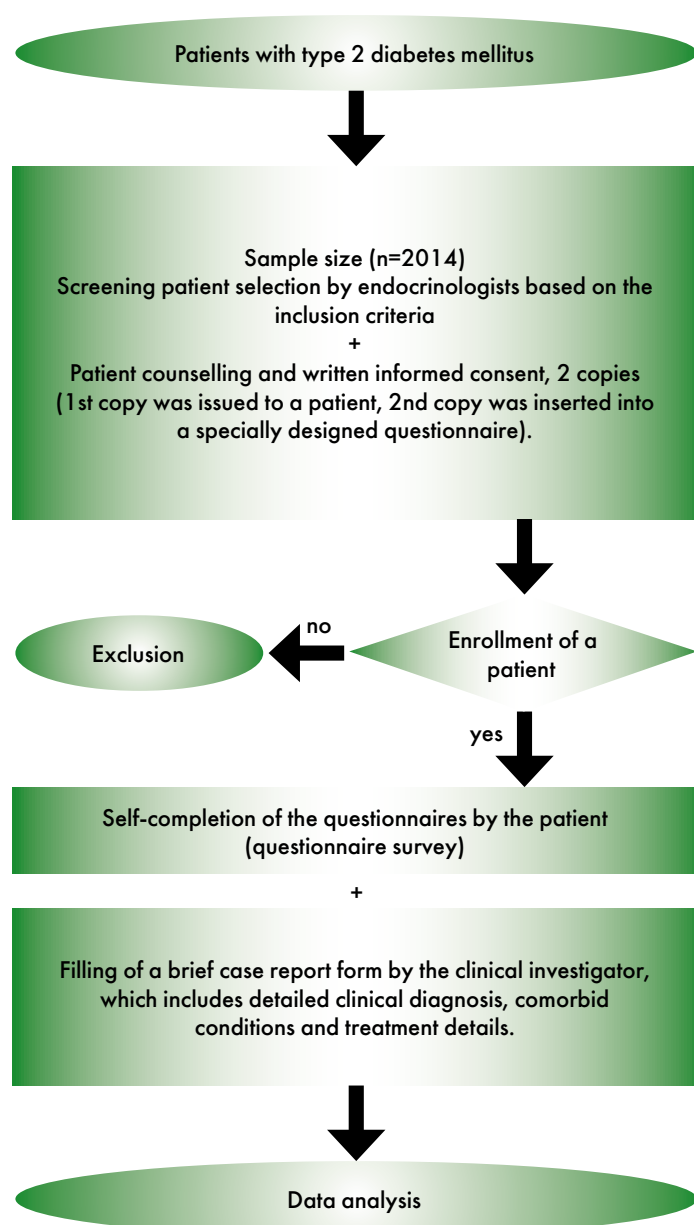 Patients with type 2 diabetes mellitus
Sample size (n=2014)
Screening patient selection by endocrinologists based on the
inclusion criteria
+
Patient counselling and written informed consent, 2 copies
(1st copy was issued to a patient, 2nd copy was inserted into
a specially designed questionnaire).
Enrollment of a
patient
no
Exclusion
yes
Self-completion of the questionnaires by the patient
(questionnaire survey)
+
Filling of a brief case report form by the clinical investigator,
which includes detailed clinical diagnosis, comorbid
conditions and treatment details.
Data analysis